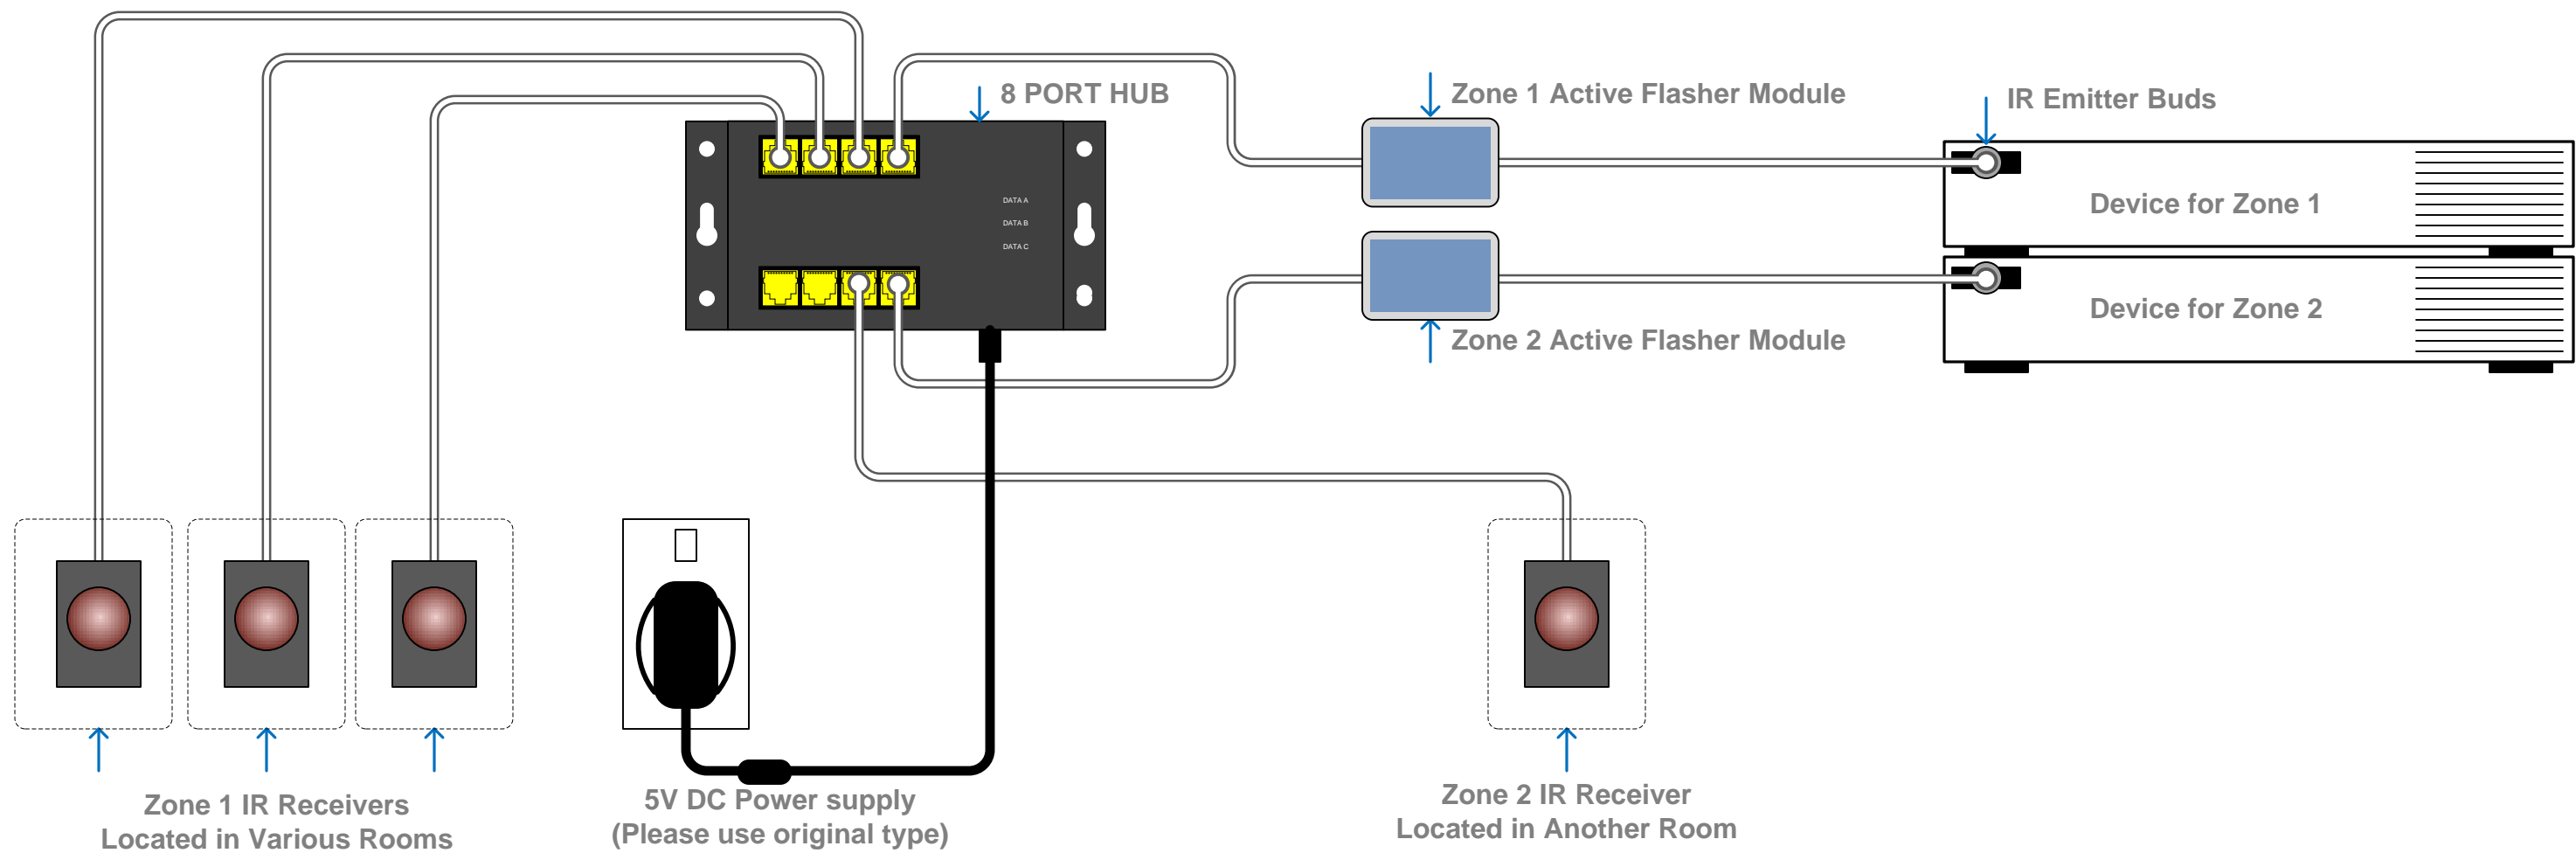 8 PORT HUB
Zone 1 Active Flasher Module
IR Emitter Buds
DATA A
DATA B
DATA C
Device for Zone 1
Device for Zone 2
Zone 2 Active Flasher Module
Zone 1 IR Receivers
Located in Various Rooms
5V DC Power supply
(Please use original type)
Zone 2 IR Receiver
Located in Another Room